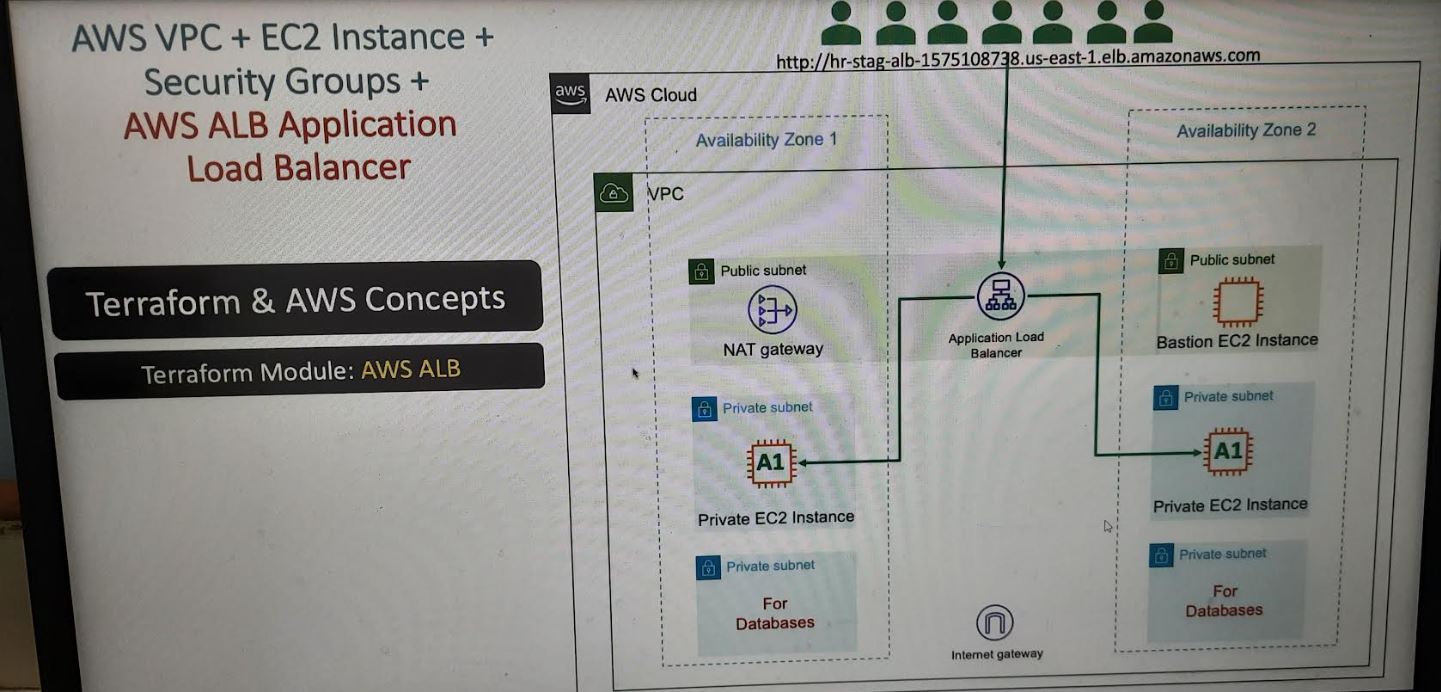 AWS VPC + EC2 Instance +
Security Groups +
AWS ALB Application
Load Balancer
Terraform & AWS Concepts
Terraform Module: AWS ALB
http://hr-stag-alb-1575108738.us-east-1.elb.amazonaws.com
aws
AWS Cloud
Availability Zone 1
Availability Zone 2
VPC
Public subnet
NAT gateway
Application Load
Balancer
Public subnet
Bastion EC2 Instance
Private subnet
A1
Private EC2 Instance
Private subnet
A1
Private EC2 Instance
Private subnet
For
Databases
Private subnet
For
Databases
Internet gateway